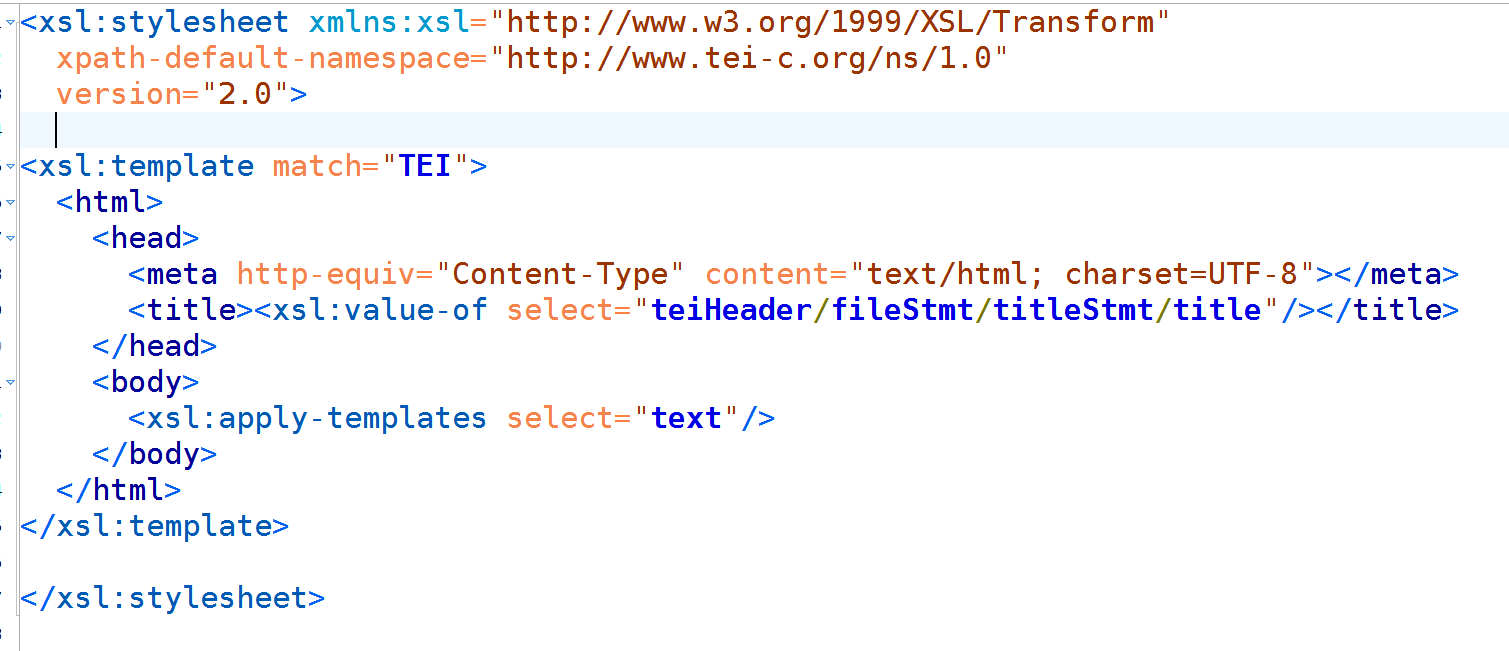 <xsl:stylesheet xmlns:xsl="http://www.w3.org/1999/XSL/Transform"
  xpath-default-namespace="http://www.tei-c.org/ns/1.0"
  version="2.0">

<xsl:template match="TEI">
  <html>
    <head>
      <meta http-equiv="Content-Type" content="text/html; charset=UTF-8"></meta>
      <title><xsl:value-of select="teiHeader/fileStmt/titleStmt/title"/></title>
    </head>
    <body>
      <xsl:apply-templates select="text"/>
    </body>
  </html>
</xsl:template>

</xsl:stylesheet>